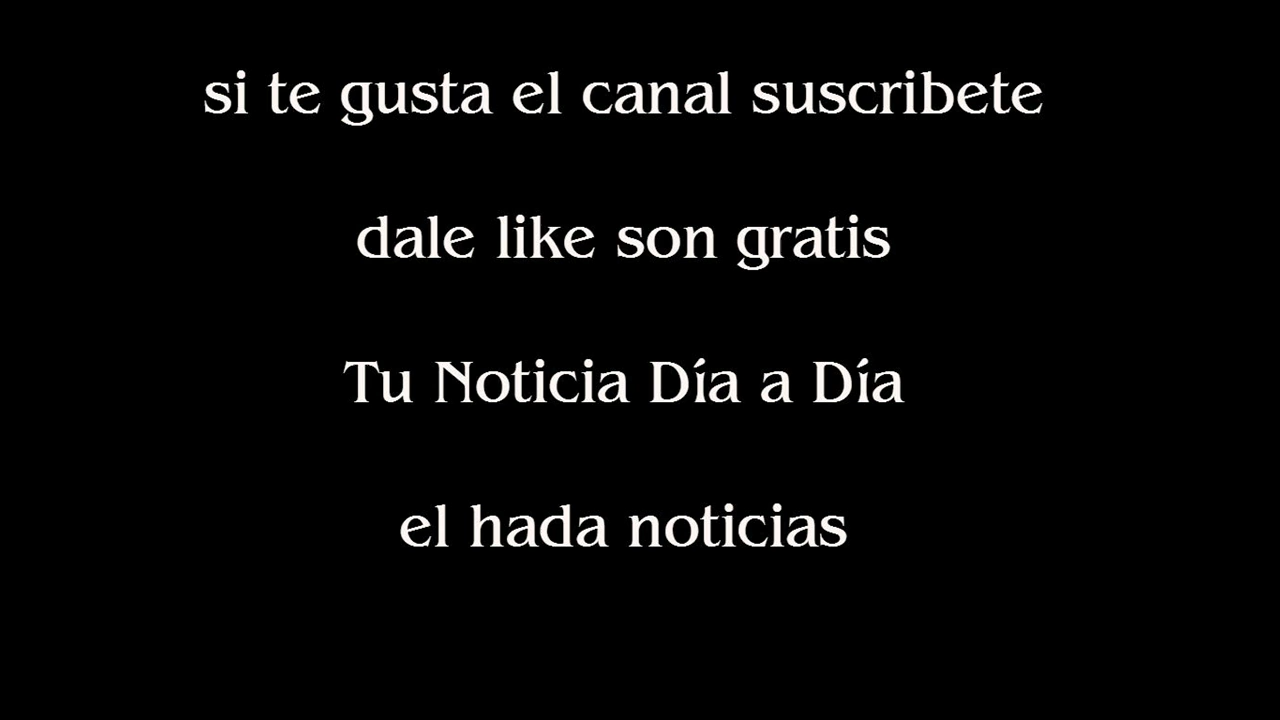 si te gusta el canal suscribete
dale like son gratis
Tu Noticia Día a Día
el hada noticias